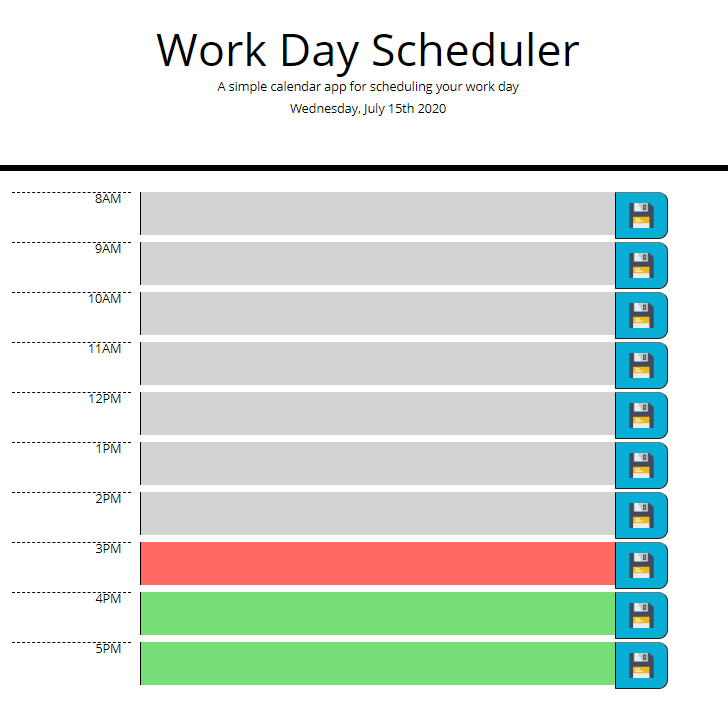 Work Day Scheduler
A simple calendar app for scheduling your work day
Wednesday, July 15th 2020
8AM
9AM
10AM
11AM
12PM
1PM
2PM
3PM
4PM
5PM